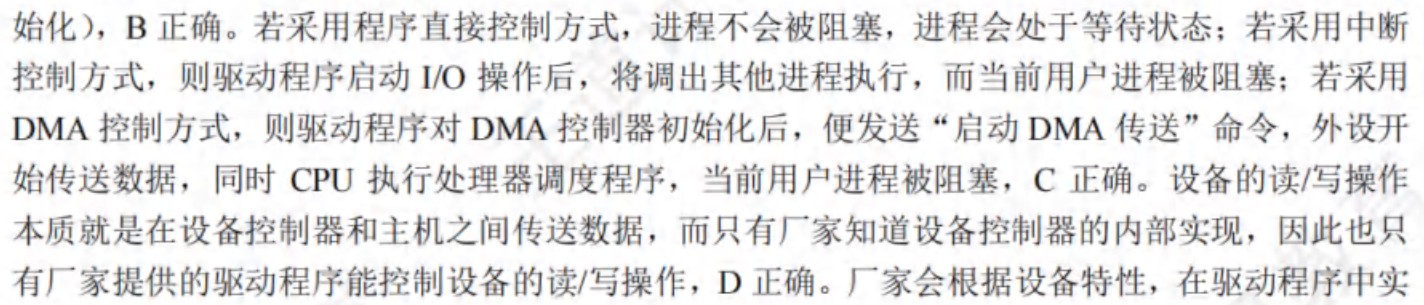 始化），B 正确。若采用程序直接控制方式，进程不会被阻塞，进程会处于等待状态；若采用中断
控制方式，则驱动程序启动 I/O 操作后，将调出其他进程执行，而当前用户进程被阻塞；若采用
DMA 控制方式，则驱动程序对 DMA 控制器初始化后，便发送“启动 DMA 传送”命令，外设开
始传送数据，同时 CPU 执行处理器调度程序，当前用户进程被阻塞，C 正确。设备的读/写操作
本质就是在设备控制器和主机之间传送数据，而只有厂家知道设备控制器的内部实现，因此也只
有厂家提供的驱动程序能控制设备的读/写操作，D 正确。厂家会根据设备特性，在驱动程序中实